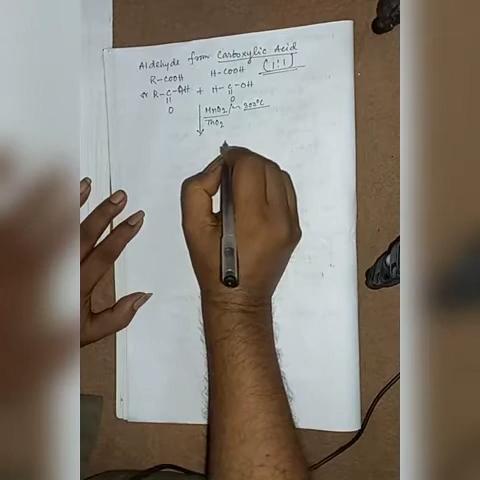 Aldehyde from Carboxylic Acid
R-COOH H-COOH (1:1)
or R-C-OH + H-C-OH
|| ||
O O
MnO2/~ 300°C
ThO2